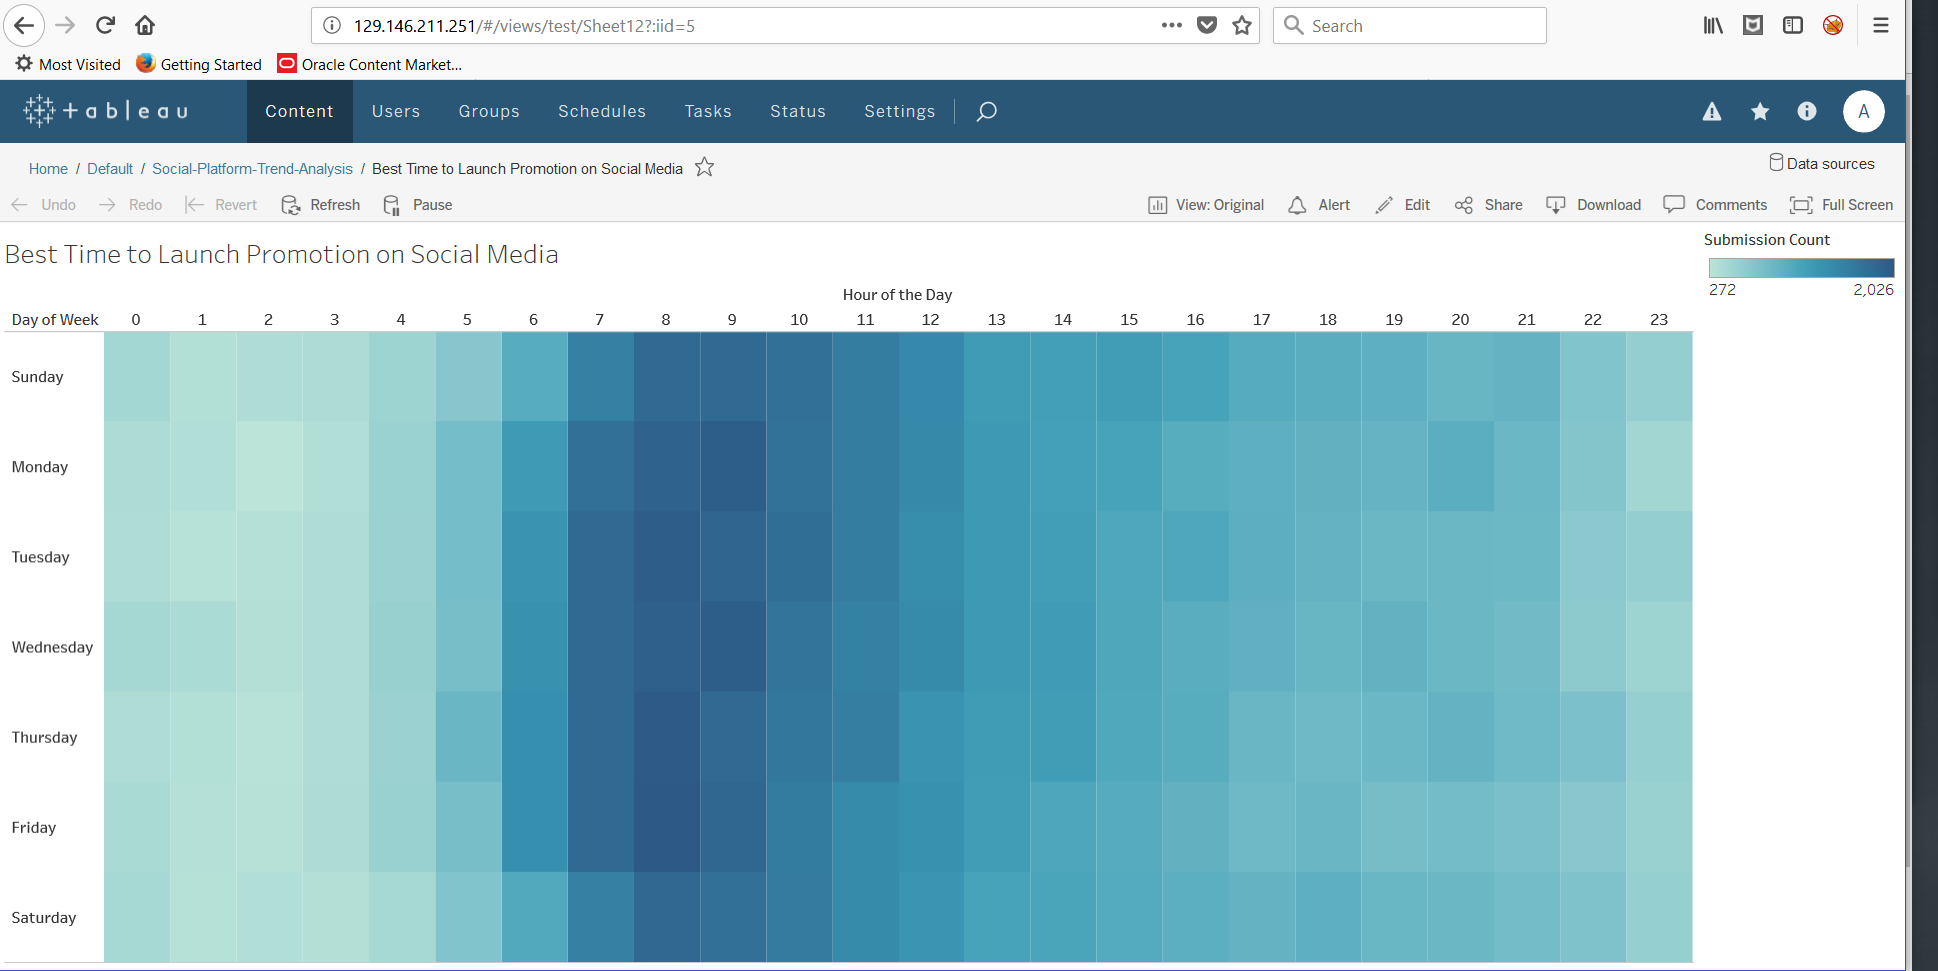 129.146.211.251/#/views/test/Sheet12?:iid=5
Search
Most Visited Getting Started Oracle Content Market...
+ableau Content Users Groups Schedules Tasks Status Settings A
Home / Default / Social-Platform-Trend-Analysis / Best Time to Launch Promotion on Social Media
Data sources
Undo Redo Revert Refresh Pause View: Original Alert Edit Share Download Comments Full Screen
Best Time to Launch Promotion on Social Media
Submission Count
272 2,026
Hour of the Day
Day of Week 0 1 2 3 4 5 6 7 8 9 10 11 12 13 14 15 16 17 18 19 20 21 22 23
Sunday
Monday
Tuesday
Wednesday
Thursday
Friday
Saturday